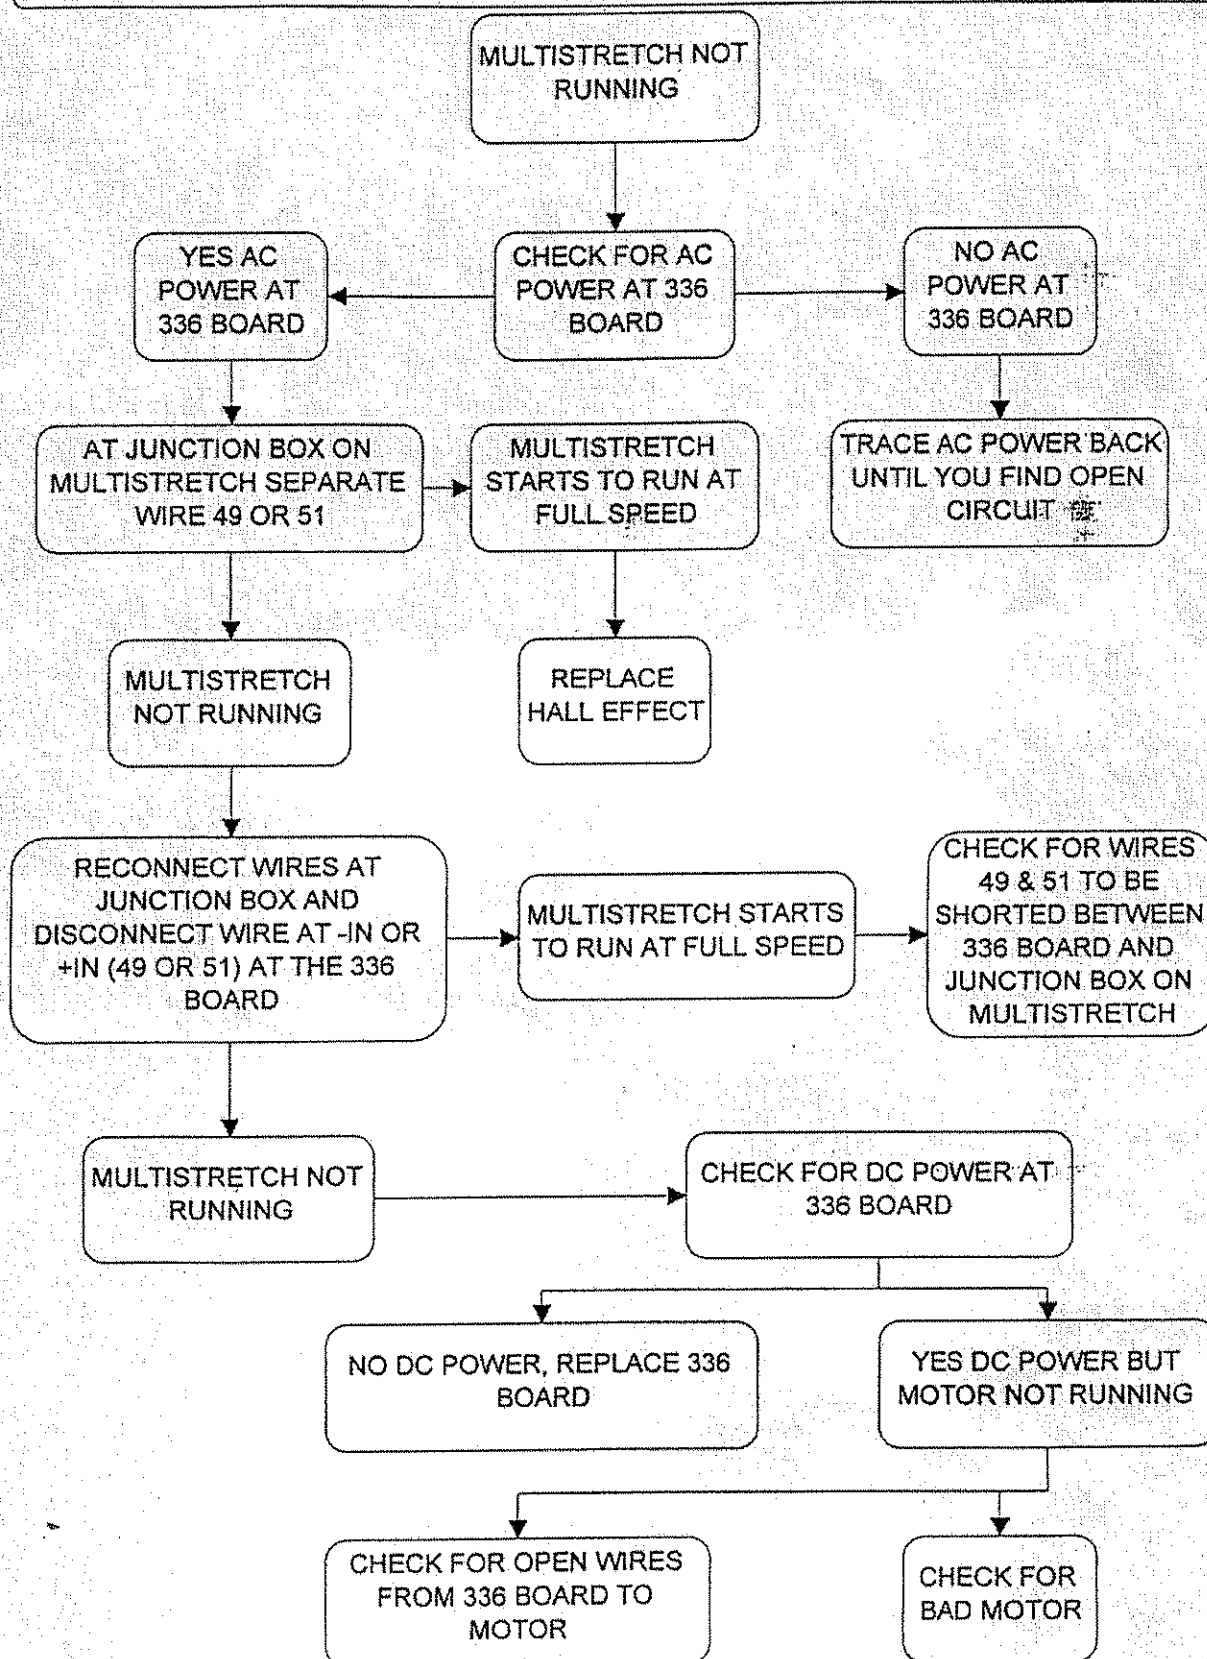 MULTISTRETCH NOT
RUNNING
YES AC
POWER AT
336 BOARD
CHECK FOR AC
POWER AT 336
BOARD
NO AC
POWER AT
336 BOARD
AT JUNCTION BOX ON
MULTISTRETCH SEPARATE
WIRE 49 OR 51
MULTISTRETCH
STARTS TO RUN AT
FULL SPEED
TRACE AC POWER BACK
UNTIL YOU FIND OPEN
CIRCUIT
MULTISTRETCH
NOT RUNNING
REPLACE
HALL EFFECT
RECONNECT WIRES AT
JUNCTION BOX AND
DISCONNECT WIRE AT -IN OR
+IN (49 OR 51) AT THE 336
BOARD
MULTISTRETCH STARTS
TO RUN AT FULL SPEED
CHECK FOR WIRES
49 & 51 TO BE
SHORTED BETWEEN
336 BOARD AND
JUNCTION BOX ON
MULTISTRETCH
MULTISTRETCH NOT
RUNNING
CHECK FOR DC POWER AT
336 BOARD
NO DC POWER, REPLACE 336
BOARD
YES DC POWER BUT
MOTOR NOT RUNNING
CHECK FOR OPEN WIRES
FROM 336 BOARD TO
MOTOR
CHECK FOR
BAD MOTOR